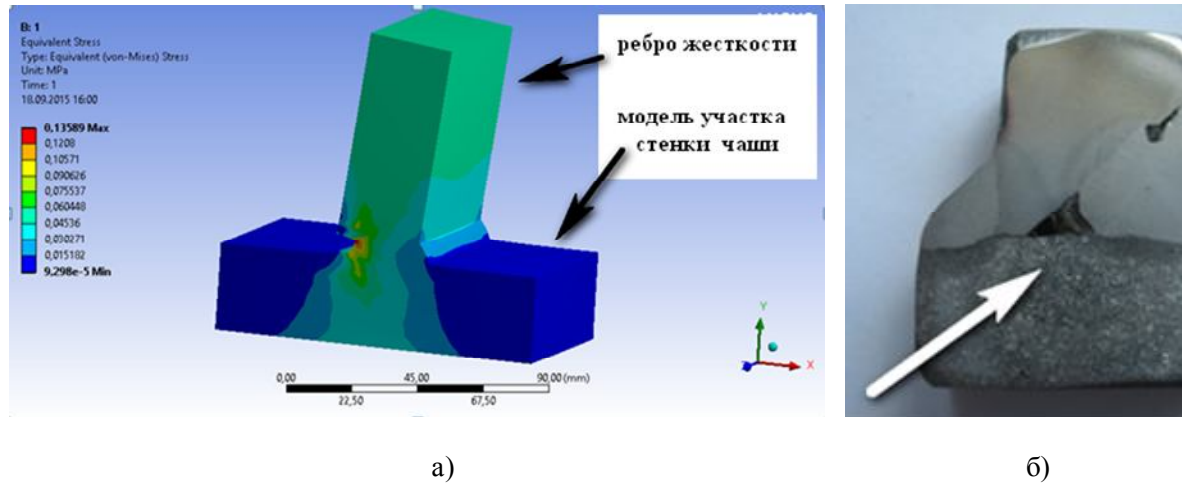 B: 1
Equivalent Stress
Type: Equivalent (von-Mises) Stress
Unit: MPa
Time: 1
18.09.2015 16:00
0,13589 Max
0,1208
0,10571
0,090626
0,075537
0,060448
0,04536
0,030271
0,015182
9,298e-5 Min
ребро жесткости
модель участка
стенки чаши
Y
X
0,00 45,00 90,00 (mm)
22,50 67,50
а) б)